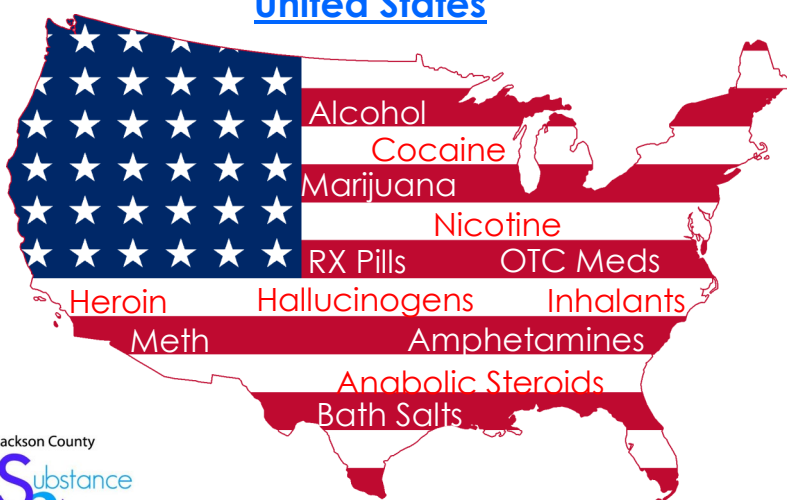 United States
Alcohol
Cocaine
Marijuana
Nicotine
RX Pills OTC Meds
Heroin Hallucinogens Inhalants
Meth Amphetamines
Anabolic Steroids
Bath Salts
ackson County
Substance